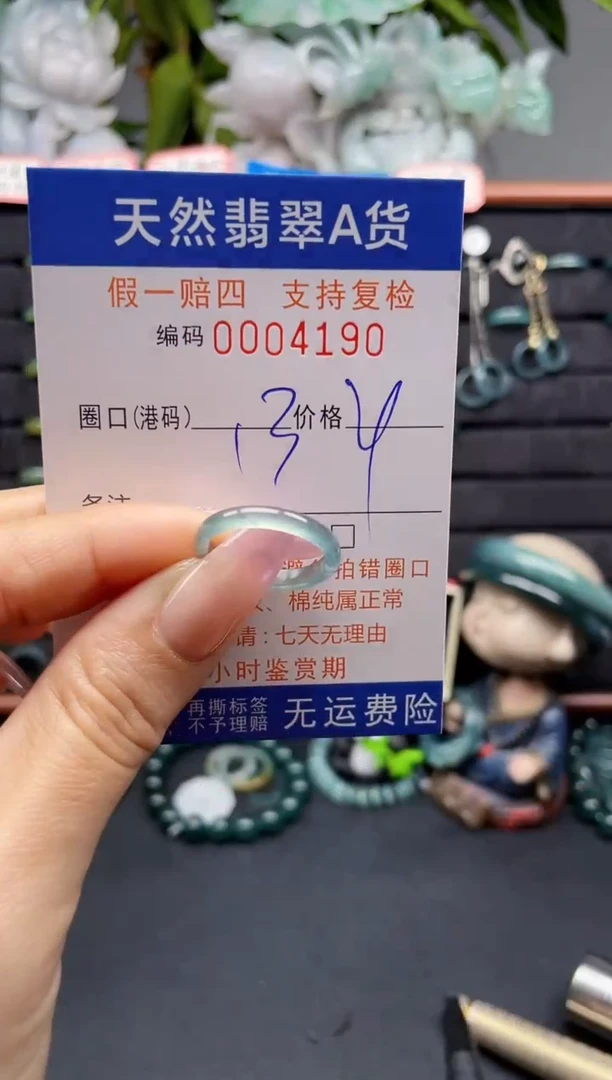 天然翡翠A货
假一赔四 支持复检
编码 0004190
圈口(港码) 13 价格 4
备注
拍错圈口
、棉纯属正常
请:七天无理由
小时鉴赏期
再撕标签
不予理赔 无运费险